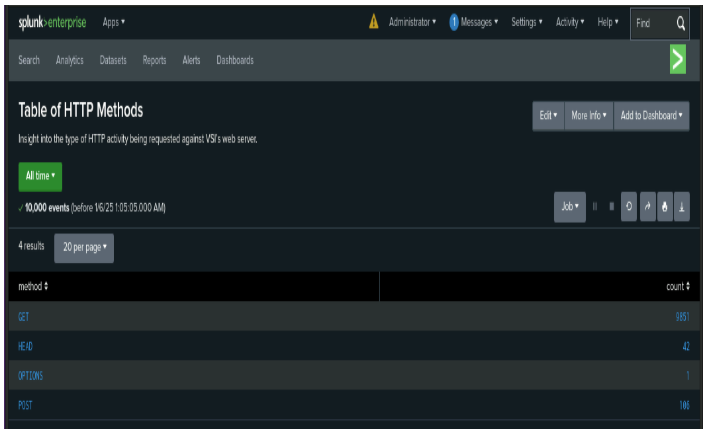 splunk>enterprise Apps ▾ Administrator ▾ 1 Messages ▾ Settings ▾ Activity ▾ Help ▾ Find
Search Analytics Datasets Reports Alerts Dashboards
Table of HTTP Methods
Edit ▾ More Info ▾ Add to Dashboard ▾
Insight into the type of HTTP activity being requested against VSI's web server.
All time ▾
✓ 10,000 events (before 1/6/25 1:05:05.000 AM)
Job ▾
4 results 20 per page ▾
method count
GET 9851
HEAD 42
OPTIONS 1
POST 106